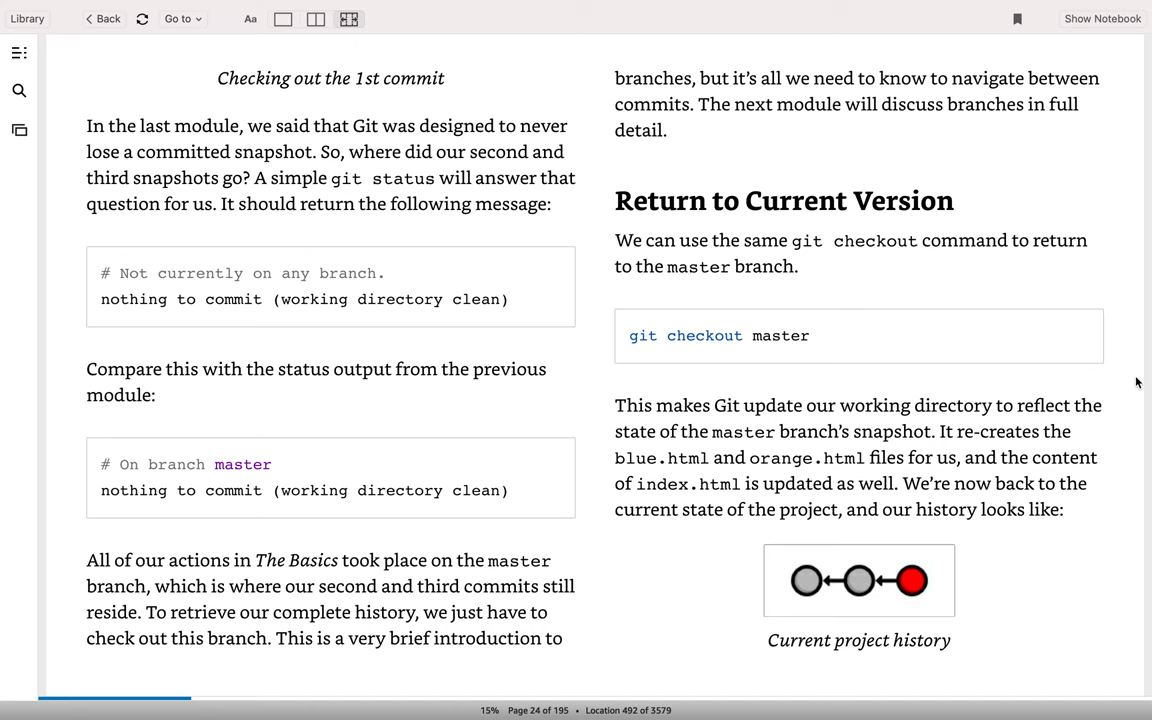 Library
Back
Go to
Aa
Show Notebook
Checking out the 1st commit
In the last module, we said that Git was designed to never
lose a committed snapshot. So, where did our second and
third snapshots go? A simple git status will answer that
question for us. It should return the following message:
# Not currently on any branch.
nothing to commit (working directory clean)
Compare this with the status output from the previous
module:
# On branch master
nothing to commit (working directory clean)
All of our actions in The Basics took place on the master
branch, which is where our second and third commits still
reside. To retrieve our complete history, we just have to
check out this branch. This is a very brief introduction to
branches, but it’s all we need to know to navigate between
commits. The next module will discuss branches in full
detail.
Return to Current Version
We can use the same git checkout command to return
to the master branch.
git checkout master
This makes Git update our working directory to reflect the
state of the master branch’s snapshot. It re-creates the
blue.html and orange.html files for us, and the content
of index.html is updated as well. We’re now back to the
current state of the project, and our history looks like:
Current project history
15% Page 24 of 195 • Location 492 of 3579